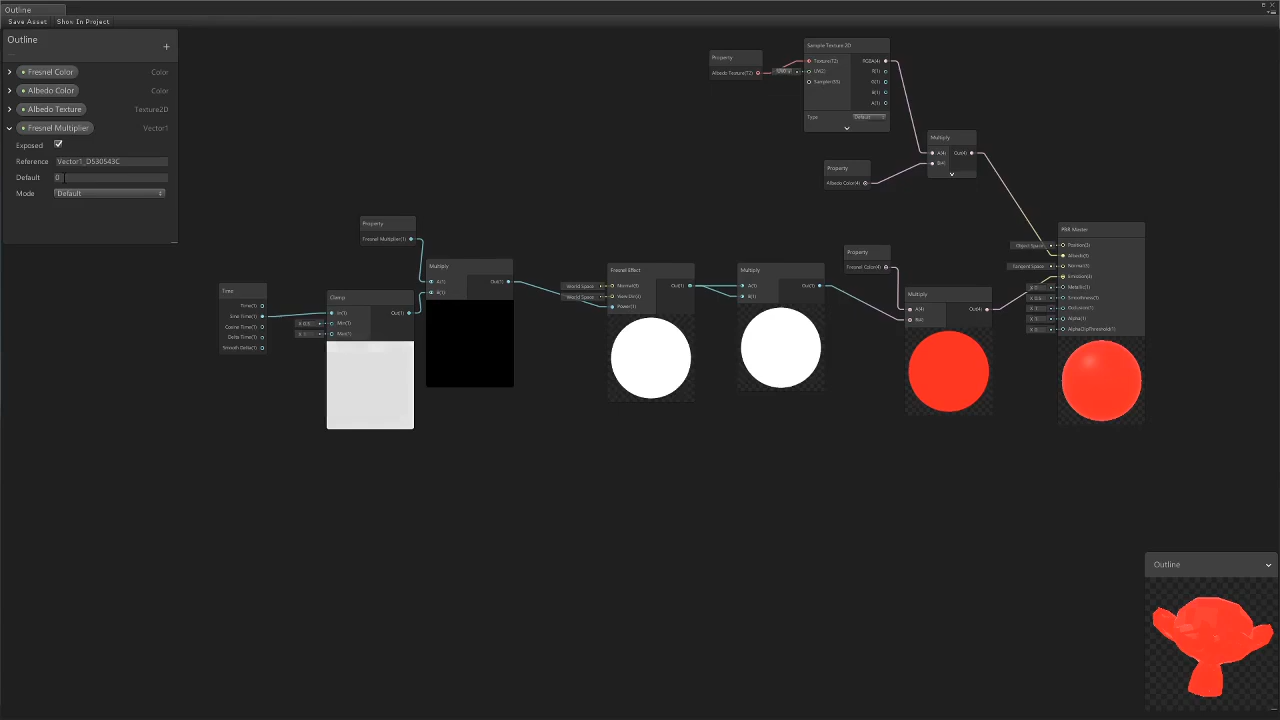 Outline
Save Asset Show In Project
Outline
Fresnel Color Color
Albedo Color Color
Albedo Texture Texture2D
Fresnel Multiplier Vector1
Exposed
Reference Vector1_D530543C
Default 0
Mode Default
Property
Albedo Texture(T2)
Sample Texture 2D
Texture(T2) RGBA(4)
UV(2) R(1)
Sampler(SS) G(1)
B(1)
A(1)
Type Default
Property
Albedo Color(4)
Multiply
A(4) Out(4)
B(4)
Property
Fresnel Multiplier(1)
Multiply
A(1) Out(1)
B(1)
Time
Time(1)
Sine Time(1)
Cosine Time(1)
Delta Time(1)
Smooth Delta(1)
Clamp
In(1) Out(1)
X 0.5 Min(1)
Max(1)
Fresnel Effect
World Space Normal(3) Out(1)
World Space View Dir(3)
Power(1)
Multiply
A(1) Out(1)
B(1)
Property
Fresnel Color(4)
Multiply
A(4) Out(4)
B(4)
PBR Master
Object Space Position(3)
Albedo(3)
Tangent Space Normal(3)
Emission(3)
Metallic(1)
Smoothness(1)
Occlusion(1)
Alpha(1)
AlphaClipThreshold(1)
Outline